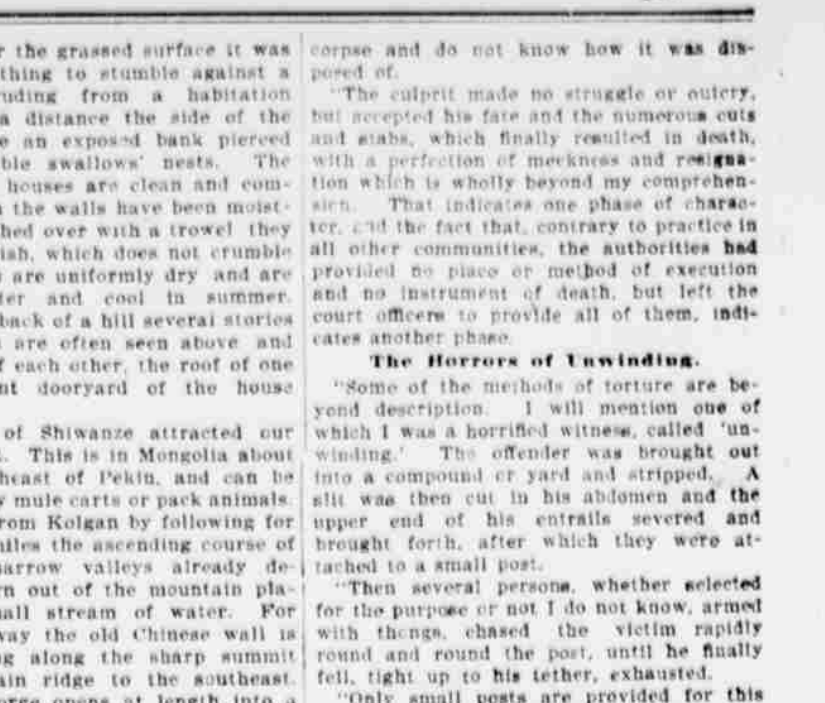 r the grassed surface it was
thing to stumble against a
uding from a habitation
a distance the side of the
e an exposed bank pierced
ble swallows' nests. The
houses are clean and com-
n the walls have been moist-
hed over with a trowel they
ish, which does not crumble
s are uniformly dry and are
ter and cool in summer.
back of a hill several stories
are often seen above and
f each other, the roof of one
nt dooryard of the house
of Shiwanze attracted our
. This is in Mongolia about
heast of Pekin, and can be
y mule carts or pack animals.
rom Kolgan by following for
niles the ascending course of
narrow valleys already de-
rn out of the mountain pla-
all stream of water. For
way the old Chinese wall is
g along the sharp summit
ain ridge to the southeast.
opens at length into a
corpse and do not know how it was dis-
posed of.
"The culprit made no struggle or outcry,
but accepted his fate and the numerous cuts
and stabs, which finally resulted in death,
with a perfection of meekness and resigna-
tion which is wholly beyond my comprehen-
sion. That indicates one phase of charac-
ter, and the fact that, contrary to practice in
all other communities, the authorities had
provided no place or method of execution
and no instrument of death, but left the
court officers to provide all of them, indi-
cates another phase.
The Horrors of Unwinding.
"Some of the methods of torture are be-
yond description. I will mention one of
which I was a horrified witness, called 'un-
winding.' The offender was brought out
into a compound or yard and stripped. A
slit was then cut in his abdomen and the
upper end of his entrails severed and
brought forth, after which they were at-
tached to a small post.
"Then several persons, whether selected
for the purpose or not I do not know, armed
with thongs, chased the victim rapidly
round and round the post, until he finally
fell, tight up to his tether, exhausted.
"Only small posts are provided for this